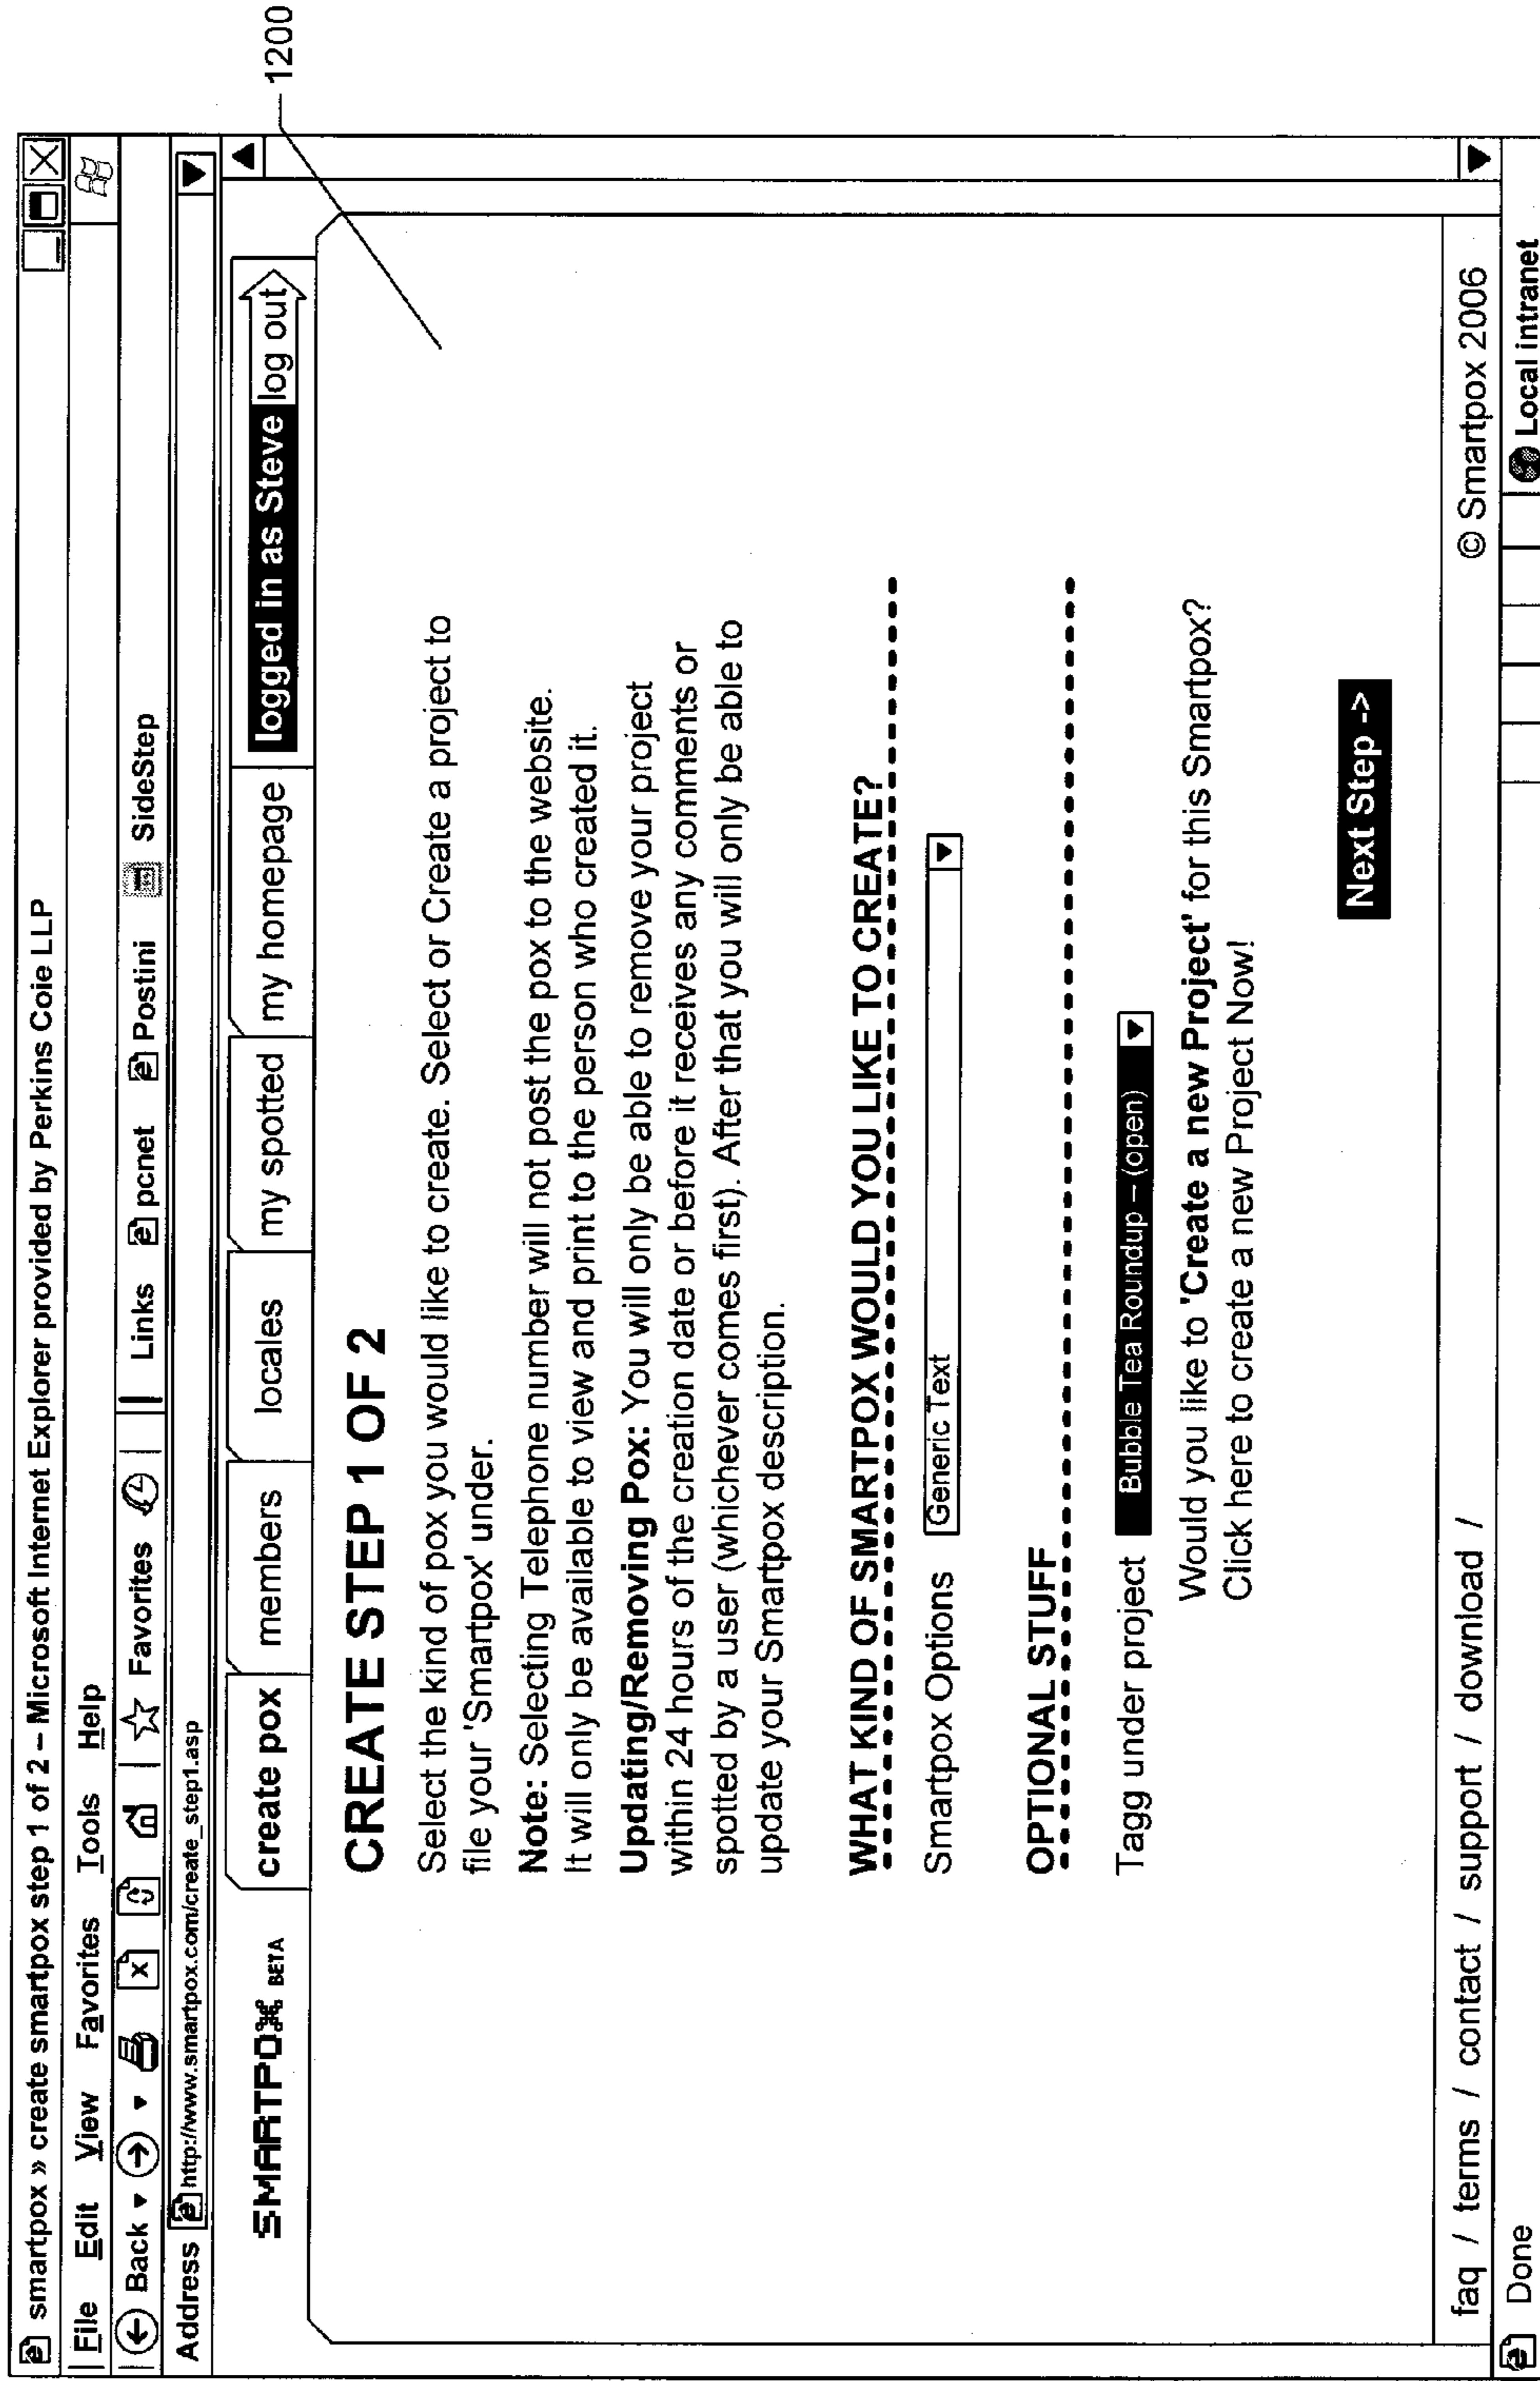 smartpox » create smartpox step 1 of 2 – Microsoft Internet Explorer provided by Perkins Coie LLP
File Edit View Favorites Tools Help
Back Favorites Links pcnet Postini SideStep
Address http://www.smartpox.com/create_step1.asp
SMARTPOX BETA create pox members locales my spotted my homepage logged in as Steve log out
1200
CREATE STEP 1 OF 2
Select the kind of pox you would like to create. Select or Create a project to
file your 'Smartpox' under.
Note: Selecting Telephone number will not post the pox to the website.
It will only be available to view and print to the person who created it.
Updating/Removing Pox: You will only be able to remove your project
within 24 hours of the creation date or before it receives any comments or
spotted by a user (whichever comes first). After that you will only be able to
update your Smartpox description.
WHAT KIND OF SMARTPOX WOULD YOU LIKE TO CREATE?
Smartpox Options Generic Text
OPTIONAL STUFF
Tagg under project Bubble Tea Roundup – (open)
Would you like to 'Create a new Project' for this Smartpox?
Click here to create a new Project Now!
Next Step ->
faq / terms / contact / support / download / © Smartpox 2006
Done Local intranet